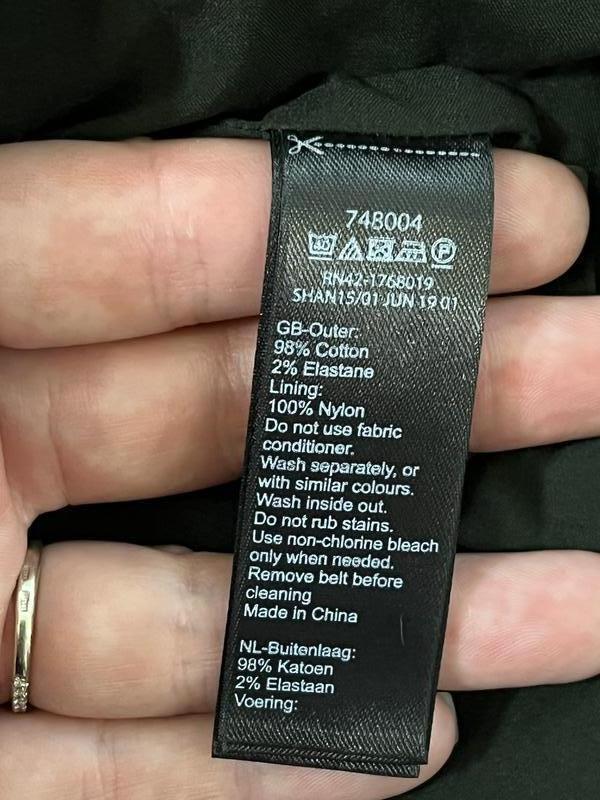 748004
40 P
RN42-1768019
SHAN15/01 JUN 19 01
GB-Outer:
98% Cotton
2% Elastane
Lining:
100% Nylon
Do not use fabric
conditioner.
Wash separately, or
with similar colours.
Wash inside out.
Do not rub stains.
Use non-chlorine bleach
only when needed.
Remove belt before
cleaning
Made in China
NL-Buitenlaag:
98% Katoen
2% Elastaan
Voering: